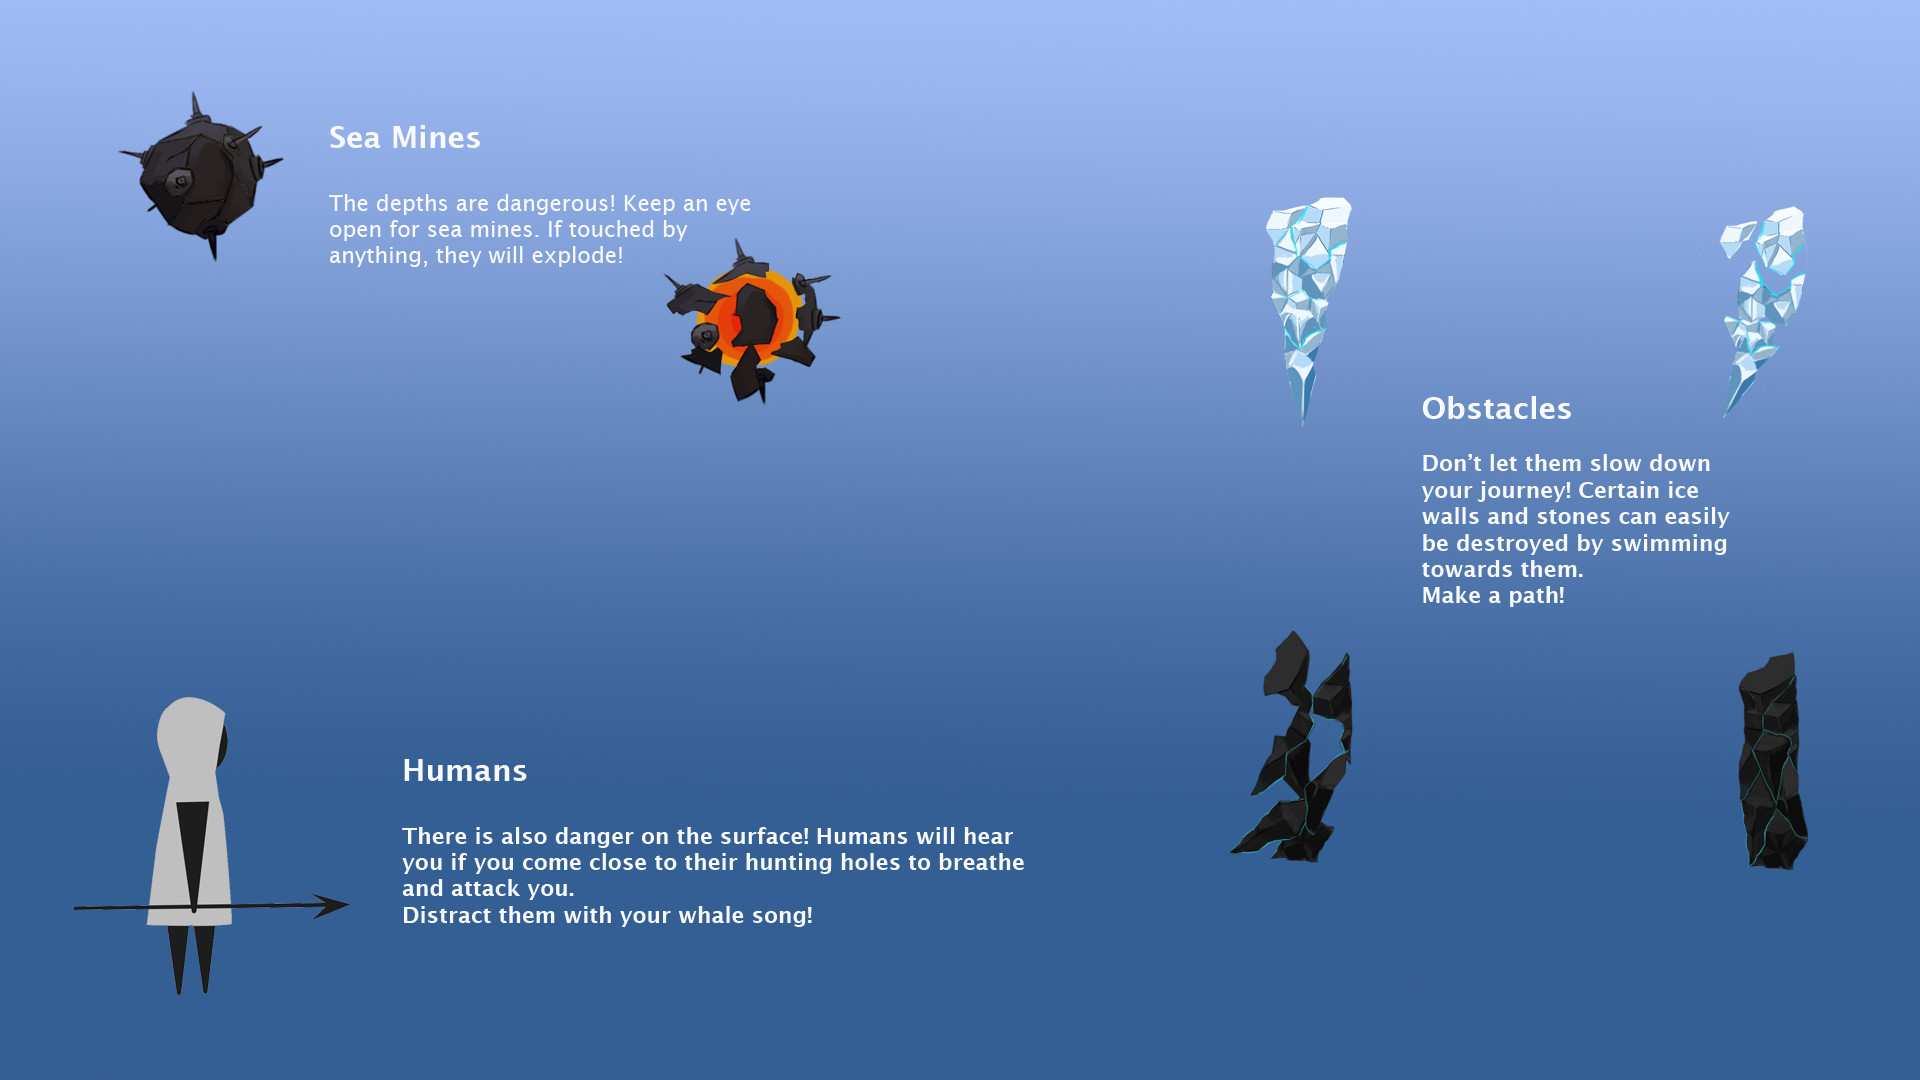 Sea Mines
The depths are dangerous! Keep an eye
open for sea mines. If touched by
anything, they will explode!
Obstacles
Don’t let them slow down
your journey! Certain ice
walls and stones can easily
be destroyed by swimming
towards them.
Make a path!
Humans
There is also danger on the surface! Humans will hear
you if you come close to their hunting holes to breathe
and attack you.
Distract them with your whale song!